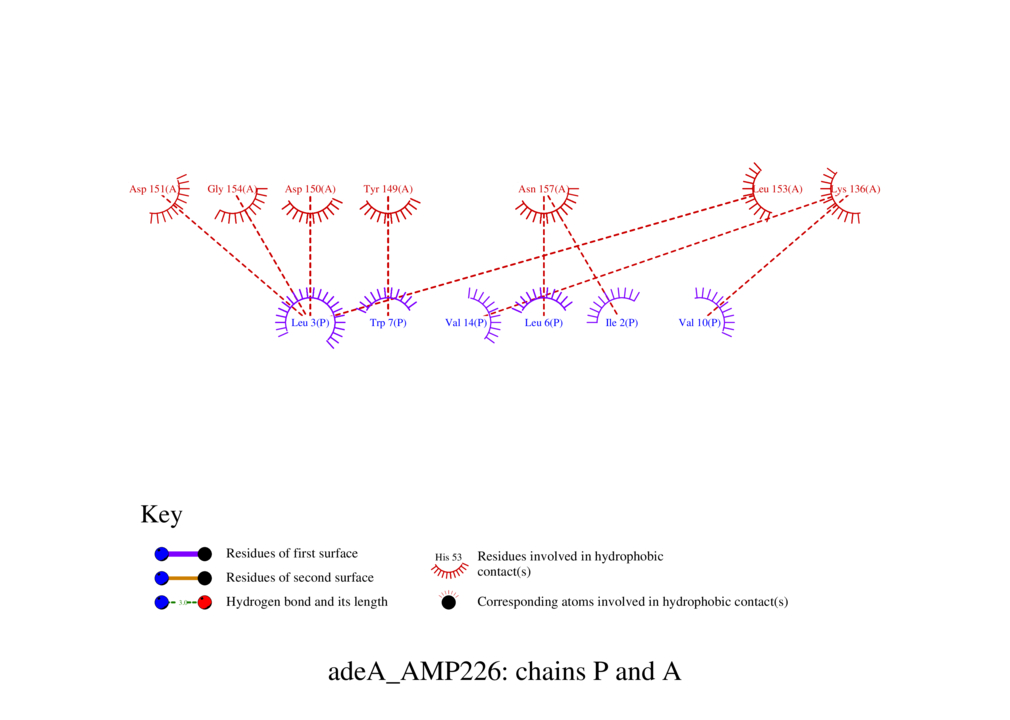 Asp 151(A) Gly 154(A) Asp 150(A) Tyr 149(A) Asn 157(A) Leu 153(A) Lys 136(A)
Leu 3(P) Trp 7(P) Val 14(P) Leu 6(P) Ile 2(P) Val 10(P)
Key
Residues of first surface
Residues of second surface
3.0
Hydrogen bond and its length
His 53
Residues involved in hydrophobic
contact(s)
Corresponding atoms involved in hydrophobic contact(s)
adeA_AMP226: chains P and A